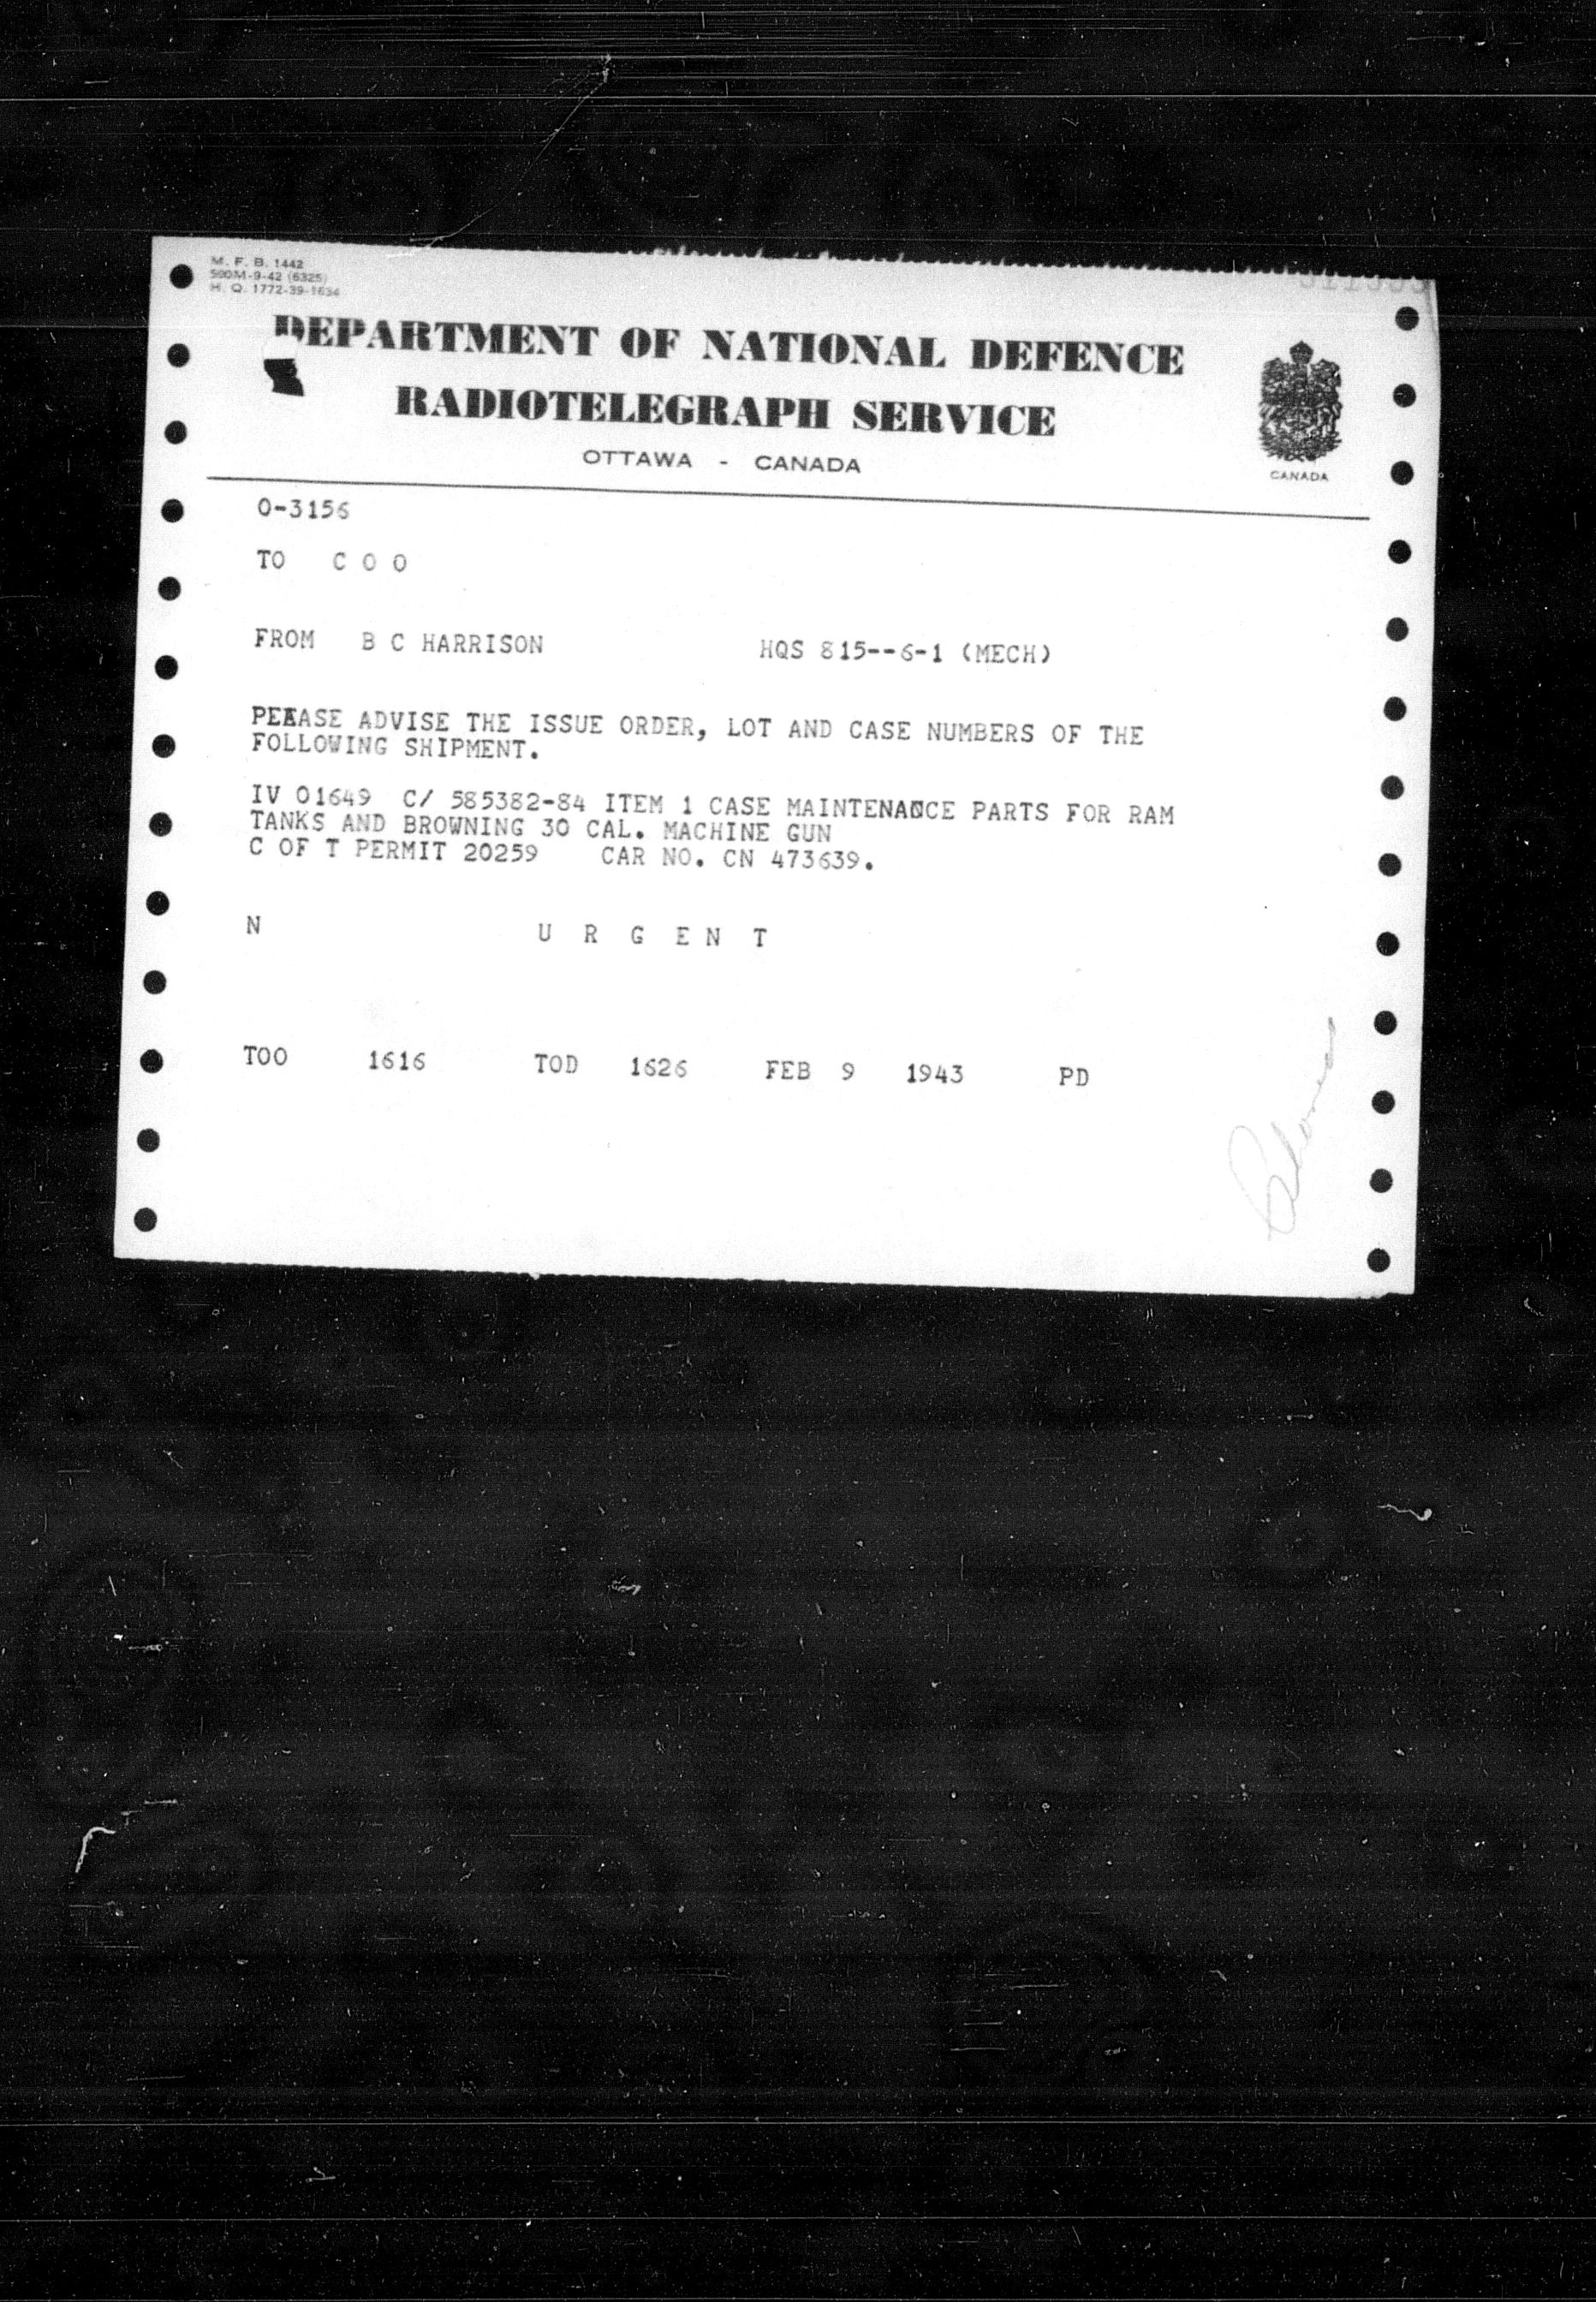 M. F. B. 1442
500M-9-42 (6325)
H. Q. 1772-39-1634
DEPARTMENT OF NATIONAL DEFENCE
RADIOTELEGRAPH SERVICE
OTTAWA - CANADA
CANADA
O-3156
TO C O O
FROM B C HARRISON HQS 815--6-1 (MECH)
PEEASE ADVISE THE ISSUE ORDER, LOT AND CASE NUMBERS OF THE
FOLLOWING SHIPMENT.
IV 01649 C/ 585382-84 ITEM 1 CASE MAINTENANCE PARTS FOR RAM
TANKS AND BROWNING 30 CAL. MACHINE GUN
C OF T PERMIT 20259 CAR NO. CN 473639.
N U R G E N T
TOO 1616 TOD 1626 FEB 9 1943 PD